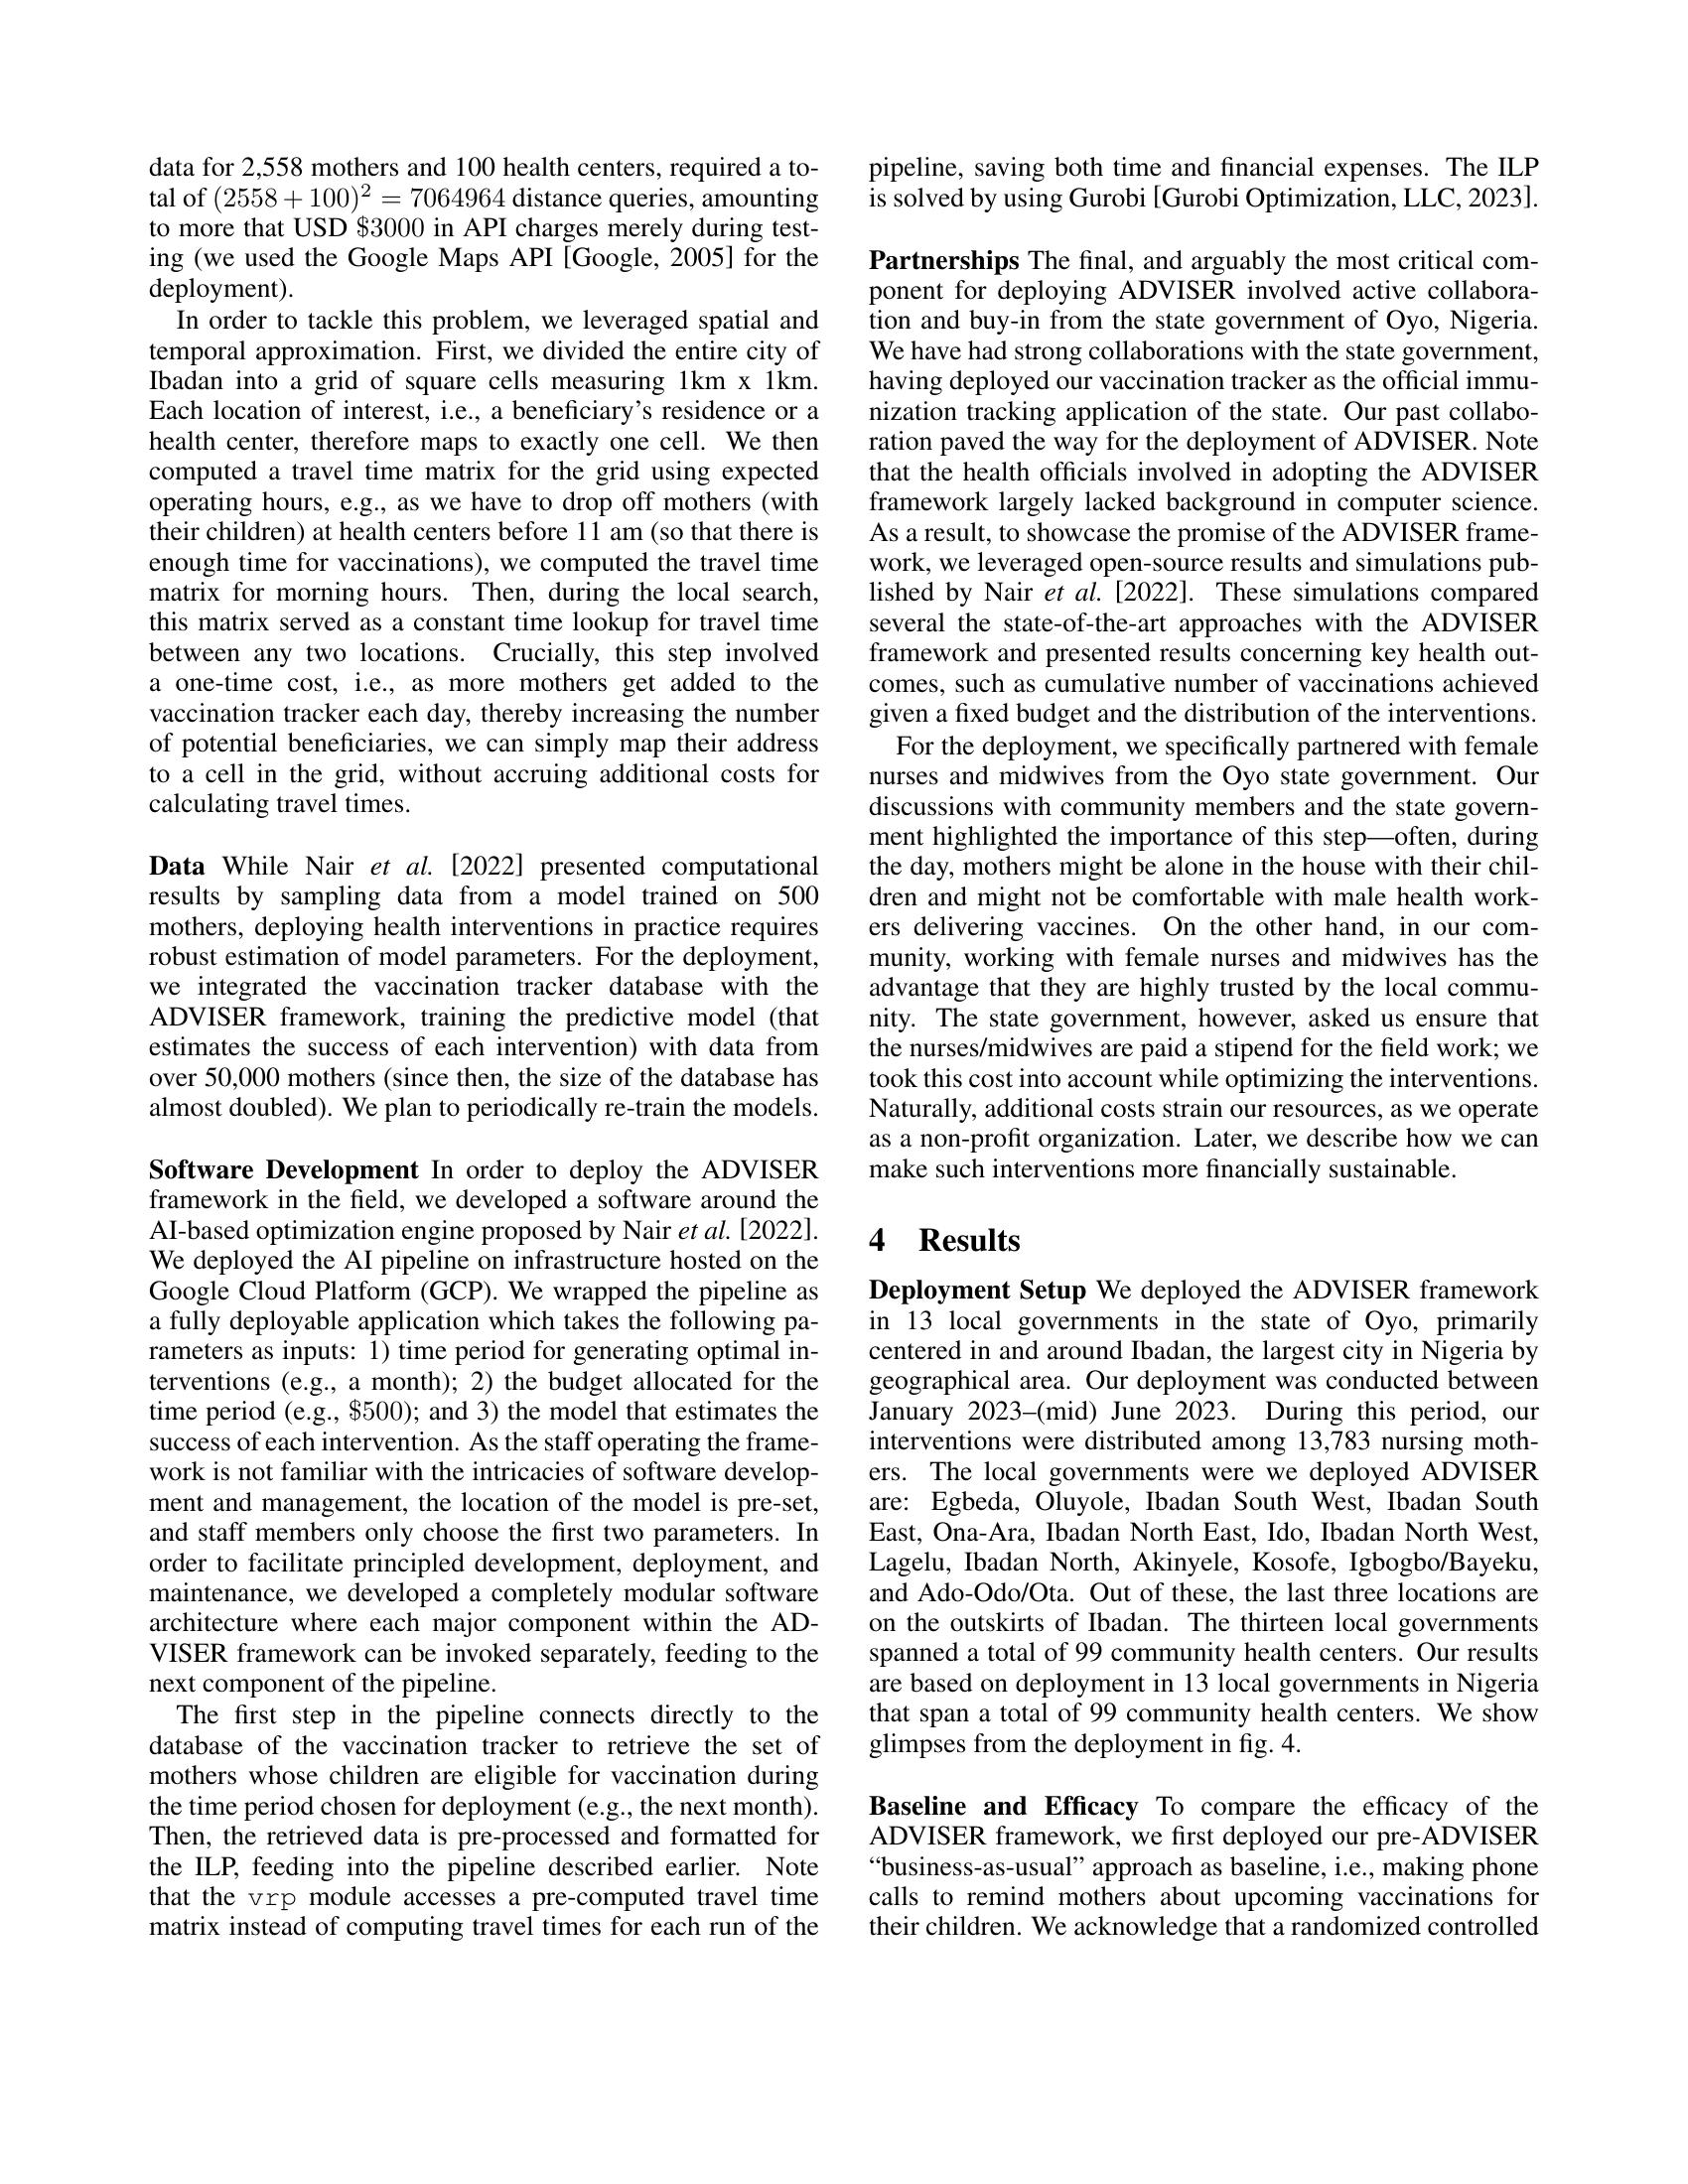 data for 2,558 mothers and 100 health centers, required a to-
tal of (2558 + 100)² = 7064964 distance queries, amounting
to more that USD $3000 in API charges merely during test-
ing (we used the Google Maps API [Google, 2005] for the
deployment).
In order to tackle this problem, we leveraged spatial and
temporal approximation. First, we divided the entire city of
Ibadan into a grid of square cells measuring 1km x 1km.
Each location of interest, i.e., a beneficiary's residence or a
health center, therefore maps to exactly one cell. We then
computed a travel time matrix for the grid using expected
operating hours, e.g., as we have to drop off mothers (with
their children) at health centers before 11 am (so that there is
enough time for vaccinations), we computed the travel time
matrix for morning hours. Then, during the local search,
this matrix served as a constant time lookup for travel time
between any two locations. Crucially, this step involved
a one-time cost, i.e., as more mothers get added to the
vaccination tracker each day, thereby increasing the number
of potential beneficiaries, we can simply map their address
to a cell in the grid, without accruing additional costs for
calculating travel times.
Data While Nair et al. [2022] presented computational
results by sampling data from a model trained on 500
mothers, deploying health interventions in practice requires
robust estimation of model parameters. For the deployment,
we integrated the vaccination tracker database with the
ADVISER framework, training the predictive model (that
estimates the success of each intervention) with data from
over 50,000 mothers (since then, the size of the database has
almost doubled). We plan to periodically re-train the models.
Software Development In order to deploy the ADVISER
framework in the field, we developed a software around the
AI-based optimization engine proposed by Nair et al. [2022].
We deployed the AI pipeline on infrastructure hosted on the
Google Cloud Platform (GCP). We wrapped the pipeline as
a fully deployable application which takes the following pa-
rameters as inputs: 1) time period for generating optimal in-
terventions (e.g., a month); 2) the budget allocated for the
time period (e.g., $500); and 3) the model that estimates the
success of each intervention. As the staff operating the frame-
work is not familiar with the intricacies of software develop-
ment and management, the location of the model is pre-set,
and staff members only choose the first two parameters. In
order to facilitate principled development, deployment, and
maintenance, we developed a completely modular software
architecture where each major component within the AD-
VISER framework can be invoked separately, feeding to the
next component of the pipeline.
The first step in the pipeline connects directly to the
database of the vaccination tracker to retrieve the set of
mothers whose children are eligible for vaccination during
the time period chosen for deployment (e.g., the next month).
Then, the retrieved data is pre-processed and formatted for
the ILP, feeding into the pipeline described earlier. Note
that the vrp module accesses a pre-computed travel time
matrix instead of computing travel times for each run of the
pipeline, saving both time and financial expenses. The ILP
is solved by using Gurobi [Gurobi Optimization, LLC, 2023].
Partnerships The final, and arguably the most critical com-
ponent for deploying ADVISER involved active collabora-
tion and buy-in from the state government of Oyo, Nigeria.
We have had strong collaborations with the state government,
having deployed our vaccination tracker as the official immu-
nization tracking application of the state. Our past collabo-
ration paved the way for the deployment of ADVISER. Note
that the health officials involved in adopting the ADVISER
framework largely lacked background in computer science.
As a result, to showcase the promise of the ADVISER frame-
work, we leveraged open-source results and simulations pub-
lished by Nair et al. [2022]. These simulations compared
several the state-of-the-art approaches with the ADVISER
framework and presented results concerning key health out-
comes, such as cumulative number of vaccinations achieved
given a fixed budget and the distribution of the interventions.
For the deployment, we specifically partnered with female
nurses and midwives from the Oyo state government. Our
discussions with community members and the state govern-
ment highlighted the importance of this step—often, during
the day, mothers might be alone in the house with their chil-
dren and might not be comfortable with male health work-
ers delivering vaccines. On the other hand, in our com-
munity, working with female nurses and midwives has the
advantage that they are highly trusted by the local commu-
nity. The state government, however, asked us ensure that
the nurses/midwives are paid a stipend for the field work; we
took this cost into account while optimizing the interventions.
Naturally, additional costs strain our resources, as we operate
as a non-profit organization. Later, we describe how we can
make such interventions more financially sustainable.
4 Results
Deployment Setup We deployed the ADVISER framework
in 13 local governments in the state of Oyo, primarily
centered in and around Ibadan, the largest city in Nigeria by
geographical area. Our deployment was conducted between
January 2023–(mid) June 2023. During this period, our
interventions were distributed among 13,783 nursing moth-
ers. The local governments were we deployed ADVISER
are: Egbeda, Oluyole, Ibadan South West, Ibadan South
East, Ona-Ara, Ibadan North East, Ido, Ibadan North West,
Lagelu, Ibadan North, Akinyele, Kosofe, Igbogbo/Bayeku,
and Ado-Odo/Ota. Out of these, the last three locations are
on the outskirts of Ibadan. The thirteen local governments
spanned a total of 99 community health centers. Our results
are based on deployment in 13 local governments in Nigeria
that span a total of 99 community health centers. We show
glimpses from the deployment in fig. 4.
Baseline and Efficacy To compare the efficacy of the
ADVISER framework, we first deployed our pre-ADVISER
“business-as-usual” approach as baseline, i.e., making phone
calls to remind mothers about upcoming vaccinations for
their children. We acknowledge that a randomized controlled